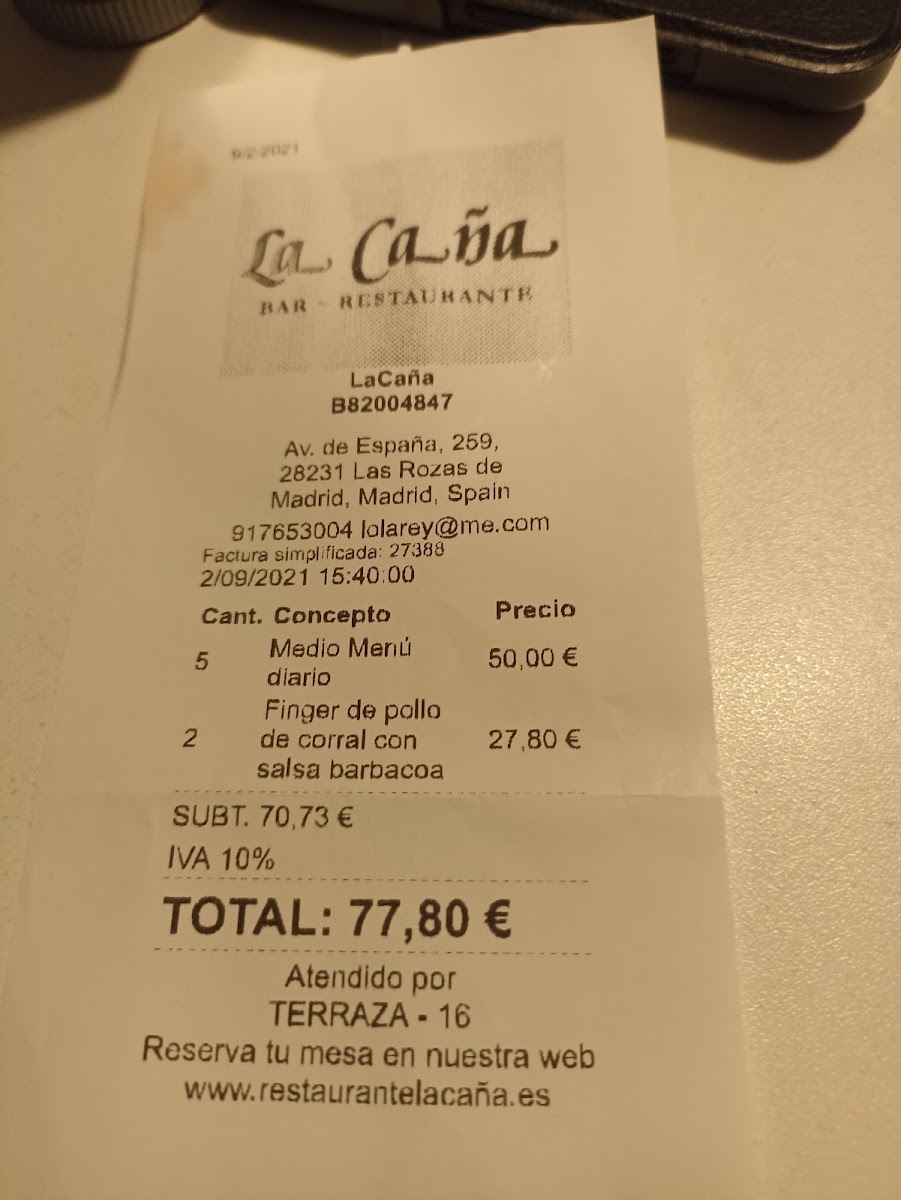 9/2-2021
La Caña
BAR - RESTAURANTE
LaCaña
B82004847
Av. de España, 259,
28231 Las Rozas de
Madrid, Madrid, Spain
917653004 lolarey@me.com
Factura simplificada: 27388
2/09/2021 15:40:00
Cant. Concepto Precio
5 Medio Menú diario 50,00 €
2 Finger de pollo de corral con salsa barbacoa 27,80 €
SUBT. 70,73 €
IVA 10%
TOTAL: 77,80 €
Atendido por
TERRAZA - 16
Reserva tu mesa en nuestra web
www.restaurantelacaña.es